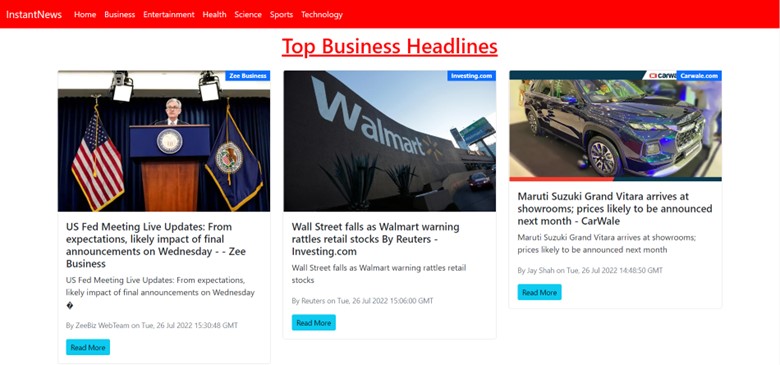 InstantNews Home Business Entertainment Health Science Sports Technology
Top Business Headlines
Zee Business
US Fed Meeting Live Updates: From
expectations, likely impact of final
announcements on Wednesday - - Zee
Business
US Fed Meeting Live Updates: From expectations,
likely impact of final announcements on Wednesday
�
By ZeeBiz WebTeam on Tue, 26 Jul 2022 15:30:48 GMT
Read More
Investing.com
Walmart
Wall Street falls as Walmart warning
rattles retail stocks By Reuters -
Investing.com
Wall Street falls as Walmart warning rattles retail
stocks
By Reuters on Tue, 26 Jul 2022 15:06:00 GMT
Read More
Carwale.com
Maruti Suzuki Grand Vitara arrives at
showrooms; prices likely to be announced
next month - CarWale
Maruti Suzuki Grand Vitara arrives at showrooms;
prices likely to be announced next month
By Jay Shah on Tue, 26 Jul 2022 14:48:50 GMT
Read More